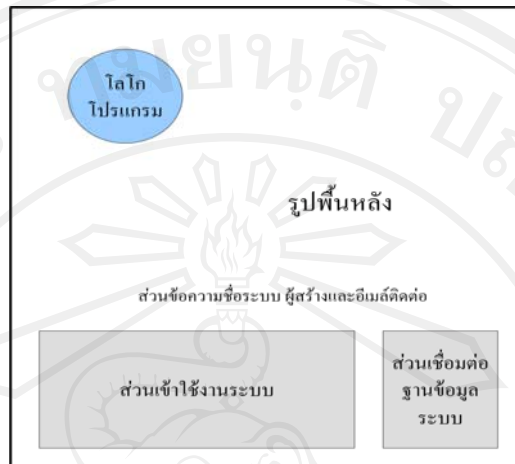 โลโก
โปรแกรม
รูปพื้นหลัง
ส่วนข้อความชื่อระบบ ผู้สร้างและอีเมล์ติดต่อ
ส่วนเข้าใช้งานระบบ
ส่วนเชื่อมต่อ
ฐานข้อมูล
ระบบ